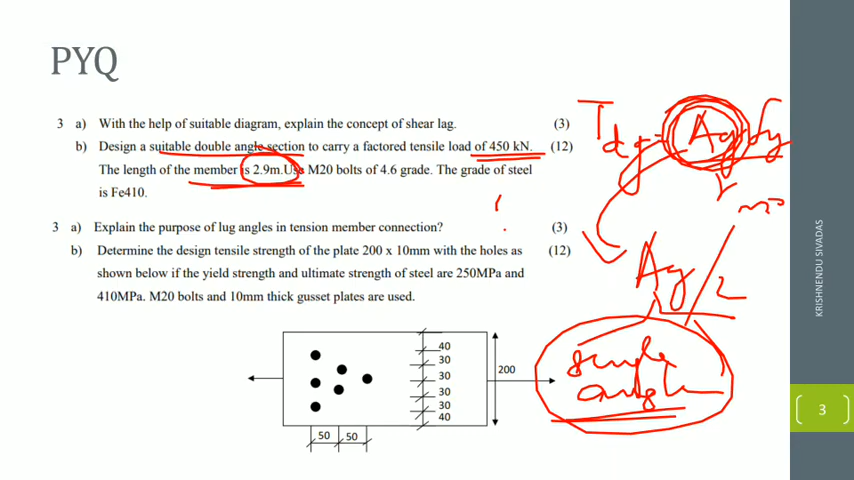 PYQ
3 a) With the help of suitable diagram, explain the concept of shear lag. (3)
b) Design a suitable double angle section to carry a factored tensile load of 450 kN. (12)
The length of the member is 2.9m.Use M20 bolts of 4.6 grade. The grade of steel
is Fe410.
3 a) Explain the purpose of lug angles in tension member connection? (3)
b) Determine the design tensile strength of the plate 200 x 10mm with the holes as (12)
shown below if the yield strength and ultimate strength of steel are 250MPa and
410MPa. M20 bolts and 10mm thick gusset plates are used.
40
30
30
30
30
40
200
50 50
Tdg = Ag fy
γmo
Ag/2
single
angle
KRISHNENDU SIVADAS
3